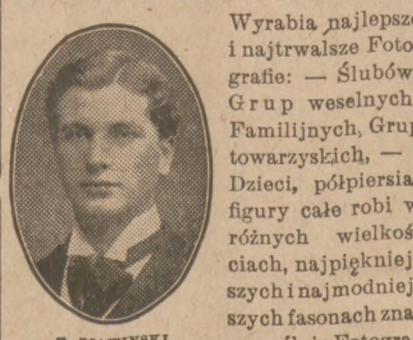 Wyrabia najlepsze
i najtrwalsze Foto
grafie: — Ślubów
Grup weselnych
Familijnych, Grup
towarzyskich, —
Dzieci, półpiersia
figury całe robi w
różnych wielkoś
ciach, najpiękniej
szych i najmodniej
szych fasonach zna